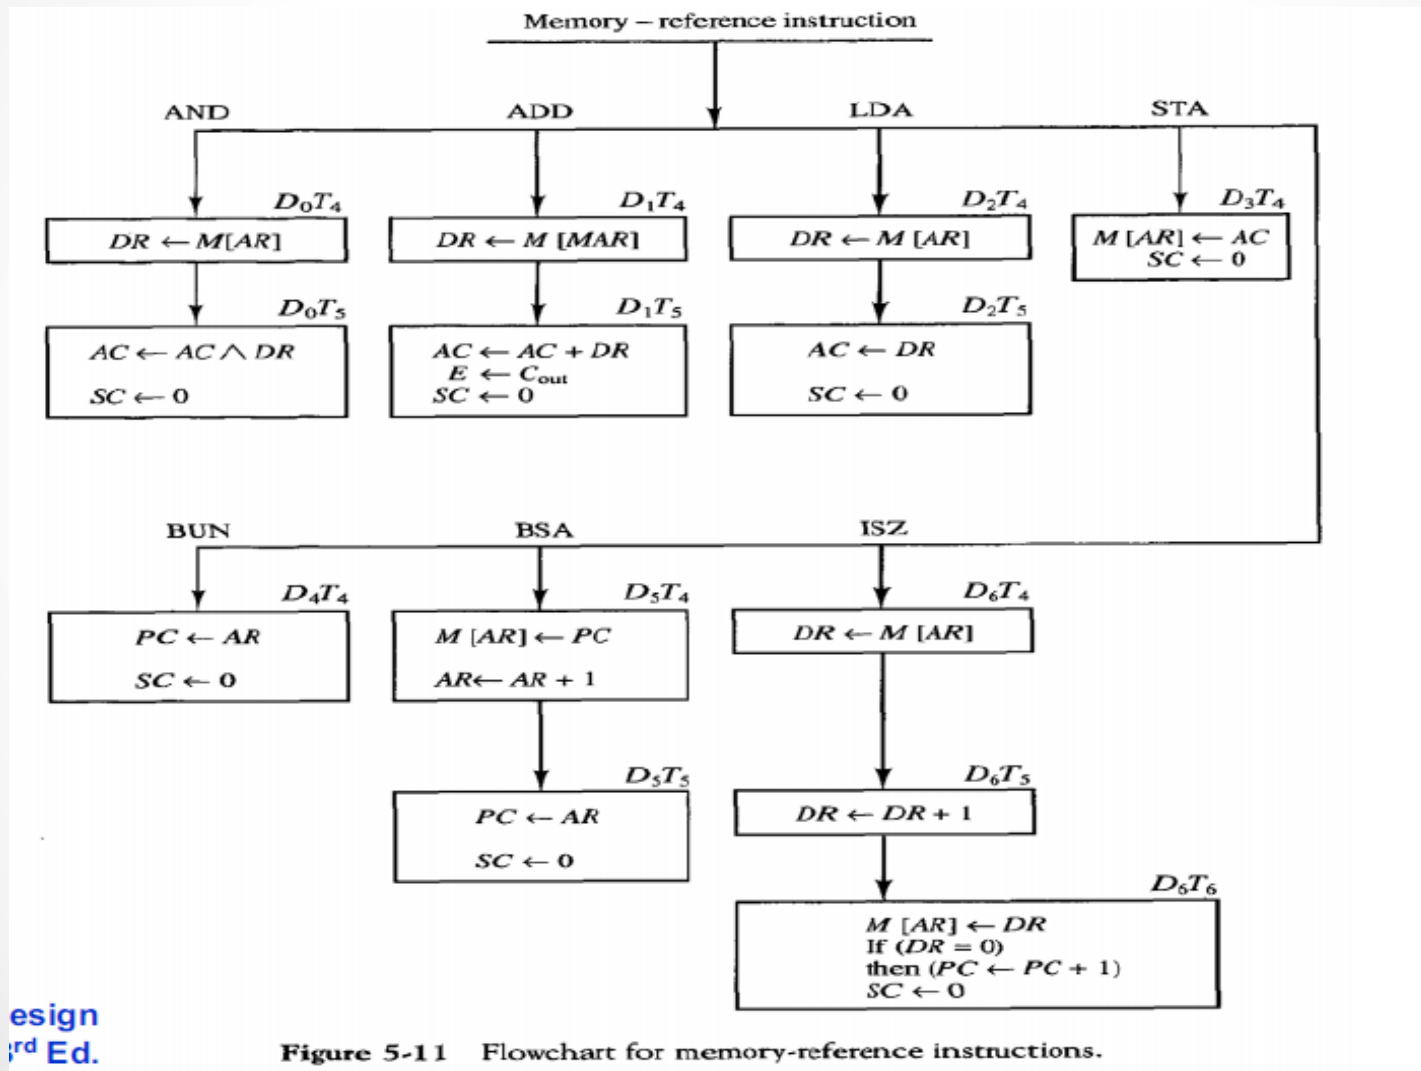 Memory – reference instruction
AND ADD LDA STA
D₀T₄ D₁T₄ D₂T₄ D₃T₄
DR ← M[AR]
DR ← M [MAR]
DR ← M [AR]
M [AR] ← AC
SC ← 0
D₀T₅ D₁T₅ D₂T₅
AC ← AC ∧ DR
SC ← 0
AC ← AC + DR
E ← Cout
SC ← 0
AC ← DR
SC ← 0
BUN BSA ISZ
D₄T₄ D₅T₄ D₆T₄
PC ← AR
SC ← 0
M [AR] ← PC
AR← AR + 1
DR ← M [AR]
D₅T₅ D₆T₅
PC ← AR
SC ← 0
DR ← DR + 1
D₆T₆
M [AR] ← DR
If (DR = 0)
then (PC ← PC + 1)
SC ← 0
esign
rd Ed.
Figure 5-11 Flowchart for memory-reference instructions.